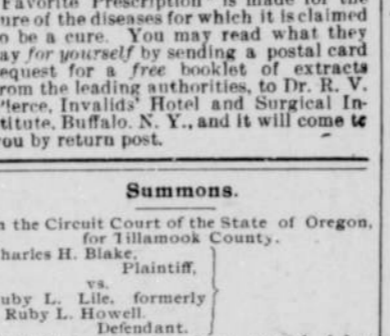 Favorite Prescription" is made for the
ure of the diseases for which it is claimed
o be a cure. You may read what they
ay for yourself by sending a postal card
equest for a free booklet of extracts
rom the leading authorities, to Dr. R. V.
ierce, Invalids' Hotel and Surgical In-
titute, Buffalo, N. Y., and it will come to
ou by return post.
Summons.
n the Circuit Court of the State of Oregon,
for Tillamook County.
harles H. Blake,
Plaintiff,
vs.
uby L. Lile, formerly
Ruby L. Howell.
Defendant.